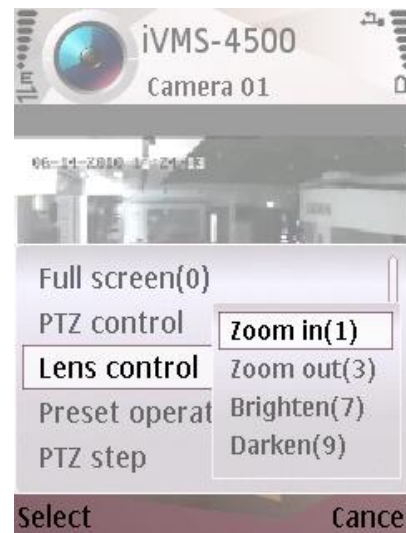 iVMS-4500
Camera 01
Full screen(0)
PTZ control
Lens control
Preset operat
PTZ step
Zoom in(1)
Zoom out(3)
Brighten(7)
Darken(9)
Select
Cance